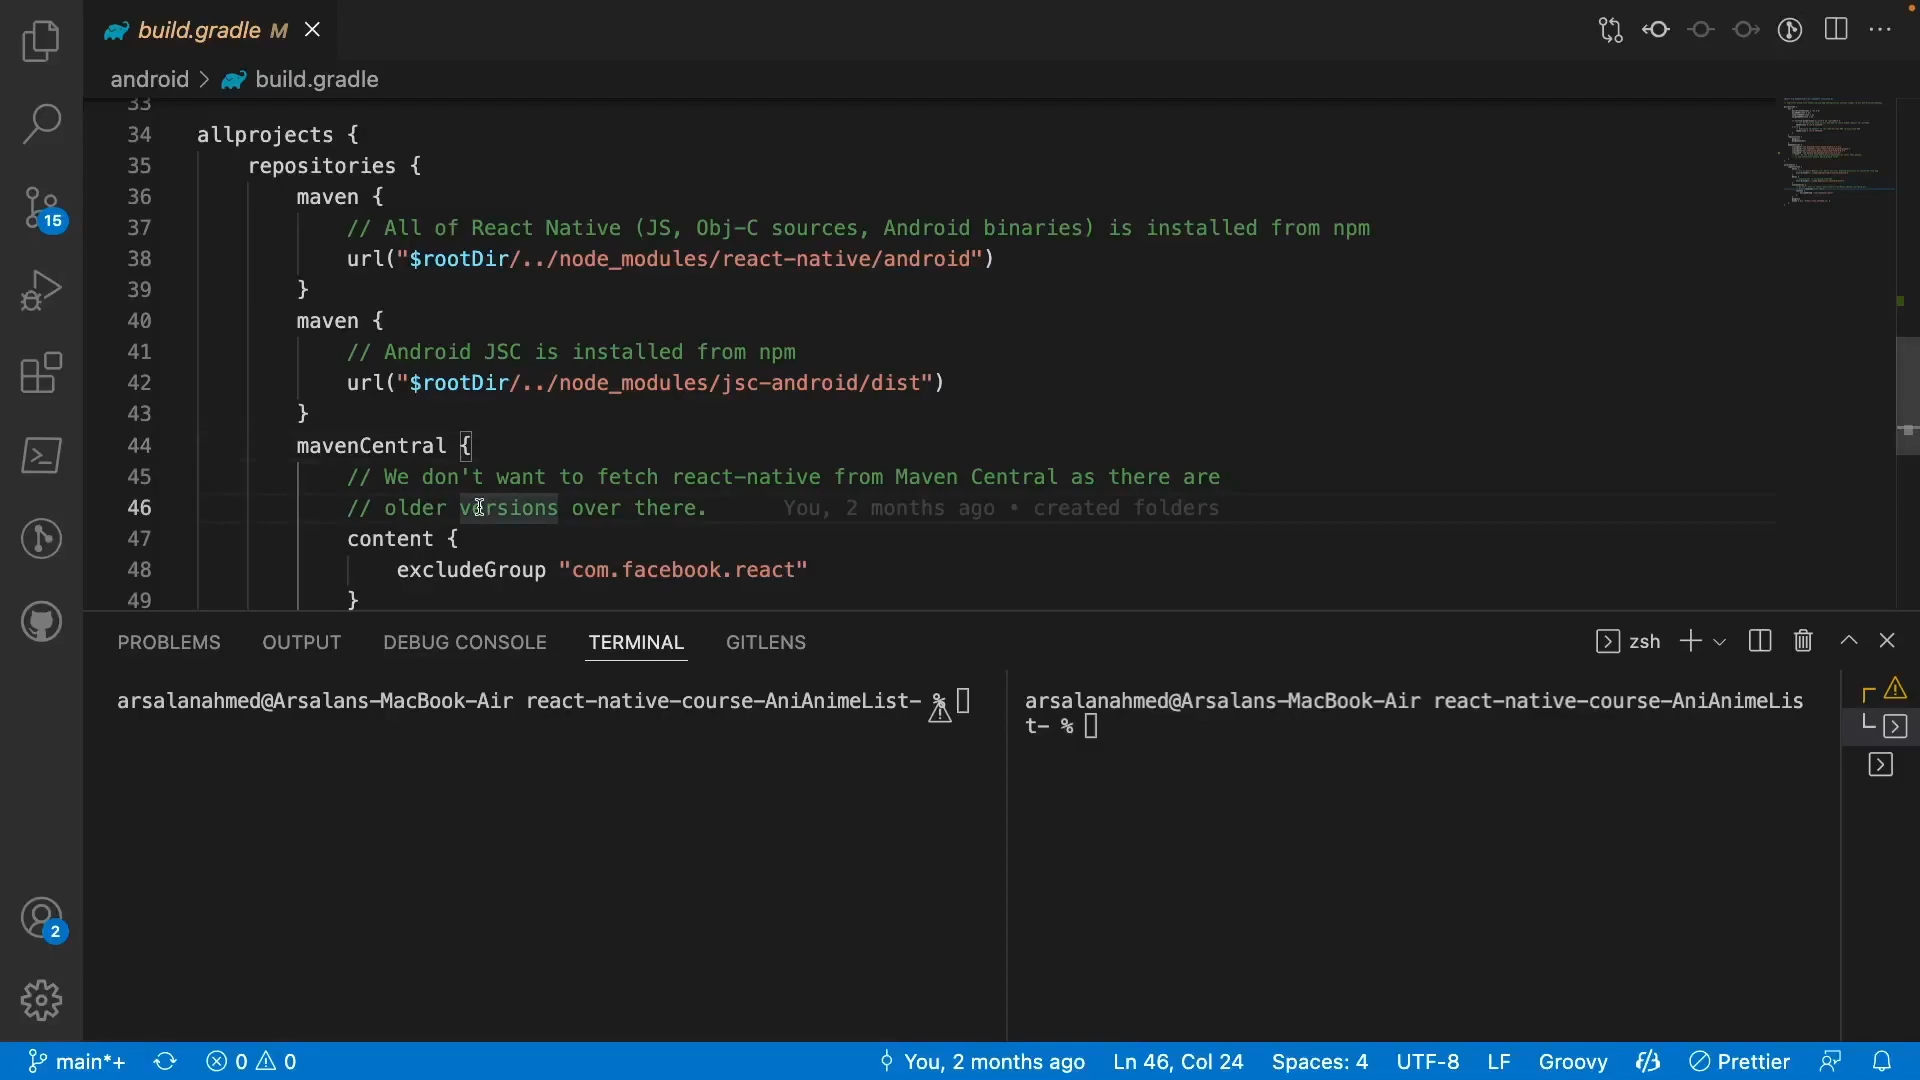 build.gradle M
android > build.gradle
33
34 allprojects {
35 repositories {
36 maven {
37 // All of React Native (JS, Obj-C sources, Android binaries) is installed from npm
38 url("$rootDir/../node_modules/react-native/android")
39 }
40 maven {
41 // Android JSC is installed from npm
42 url("$rootDir/../node_modules/jsc-android/dist")
43 }
44 mavenCentral {
45 // We don't want to fetch react-native from Maven Central as there are
46 // older versions over there. You, 2 months ago • created folders
47 content {
48 excludeGroup "com.facebook.react"
49 }
15
2
PROBLEMS OUTPUT DEBUG CONSOLE TERMINAL GITLENS zsh
arsalanahmed@Arsalans-MacBook-Air react-native-course-AniAnimeList- %
arsalanahmed@Arsalans-MacBook-Air react-native-course-AniAnimeLis
t- %
main*+ 0 0 You, 2 months ago Ln 46, Col 24 Spaces: 4 UTF-8 LF Groovy Prettier